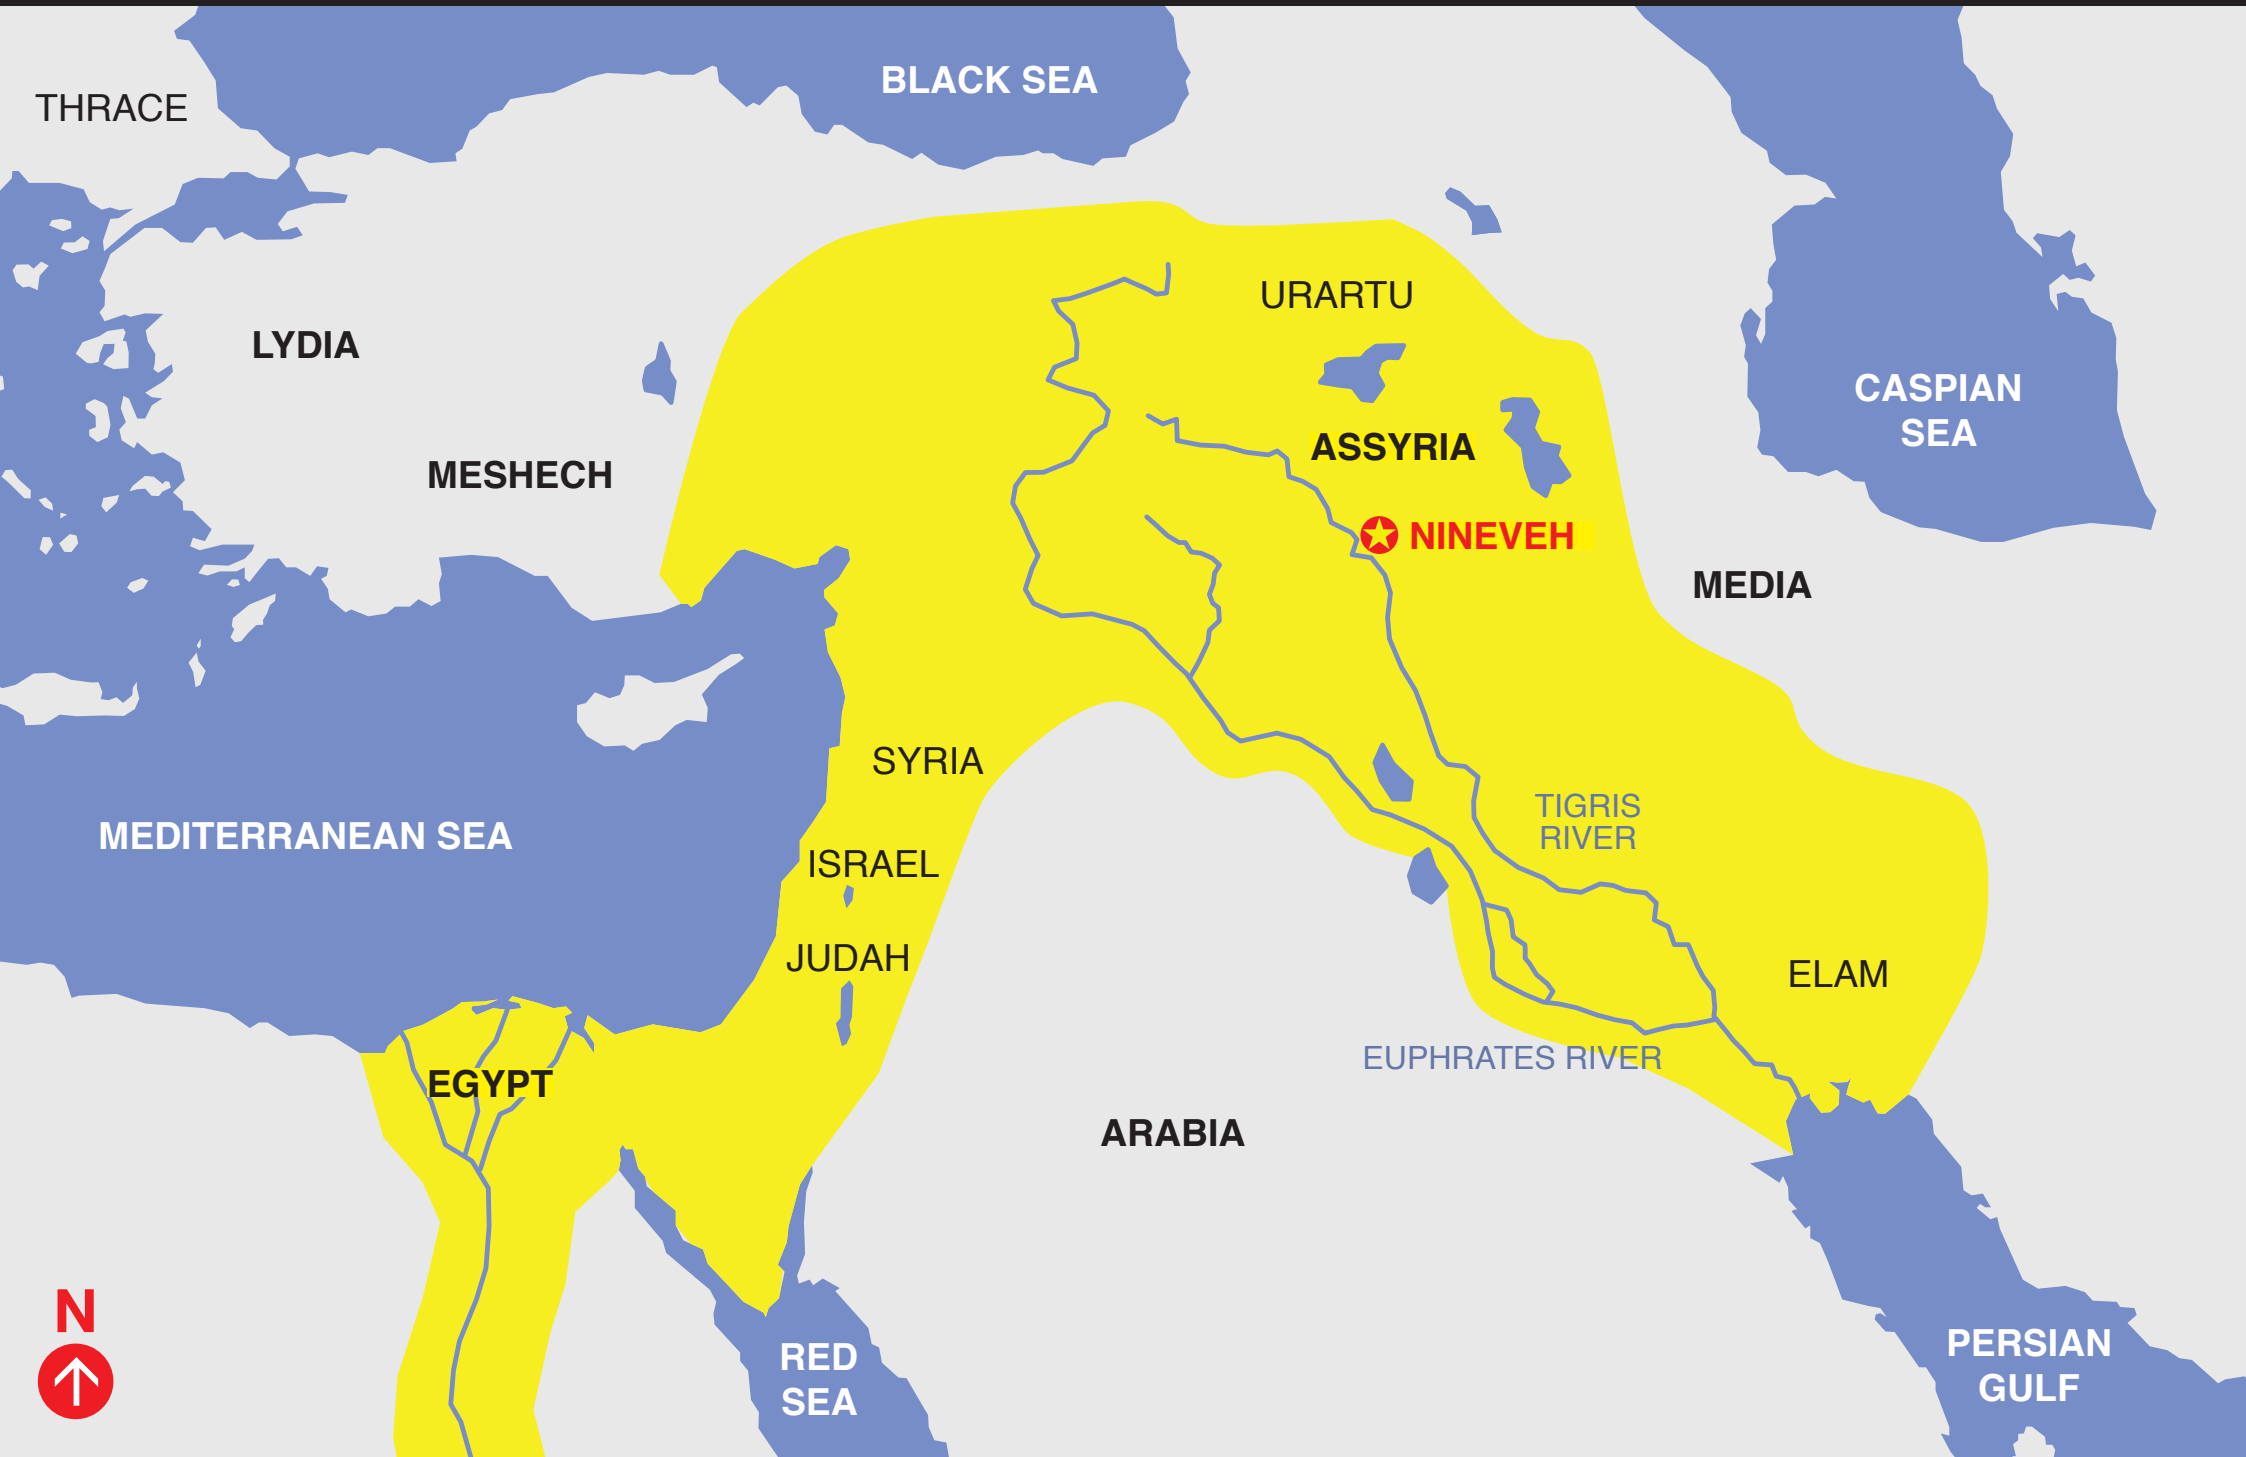 BLACK SEA
THRACE
URARTU
LYDIA
CASPIAN
SEA
ASSYRIA
MESHECH
NINEVEH
MEDIA
SYRIA
TIGRIS
RIVER
MEDITERRANEAN SEA
ISRAEL
JUDAH
ELAM
EUPHRATES RIVER
EGYPT
ARABIA
N
RED
SEA
PERSIAN
GULF